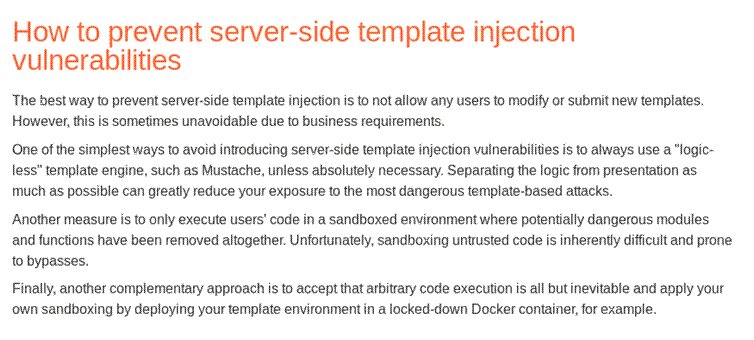 How to prevent server-side template injection
vulnerabilities
The best way to prevent server-side template injection is to not allow any users to modify or submit new templates.
However, this is sometimes unavoidable due to business requirements.
One of the simplest ways to avoid introducing server-side template injection vulnerabilities is to always use a "logic-
less" template engine, such as Mustache, unless absolutely necessary. Separating the logic from presentation as
much as possible can greatly reduce your exposure to the most dangerous template-based attacks.
Another measure is to only execute users' code in a sandboxed environment where potentially dangerous modules
and functions have been removed altogether. Unfortunately, sandboxing untrusted code is inherently difficult and prone
to bypasses.
Finally, another complementary approach is to accept that arbitrary code execution is all but inevitable and apply your
own sandboxing by deploying your template environment in a locked-down Docker container, for example.